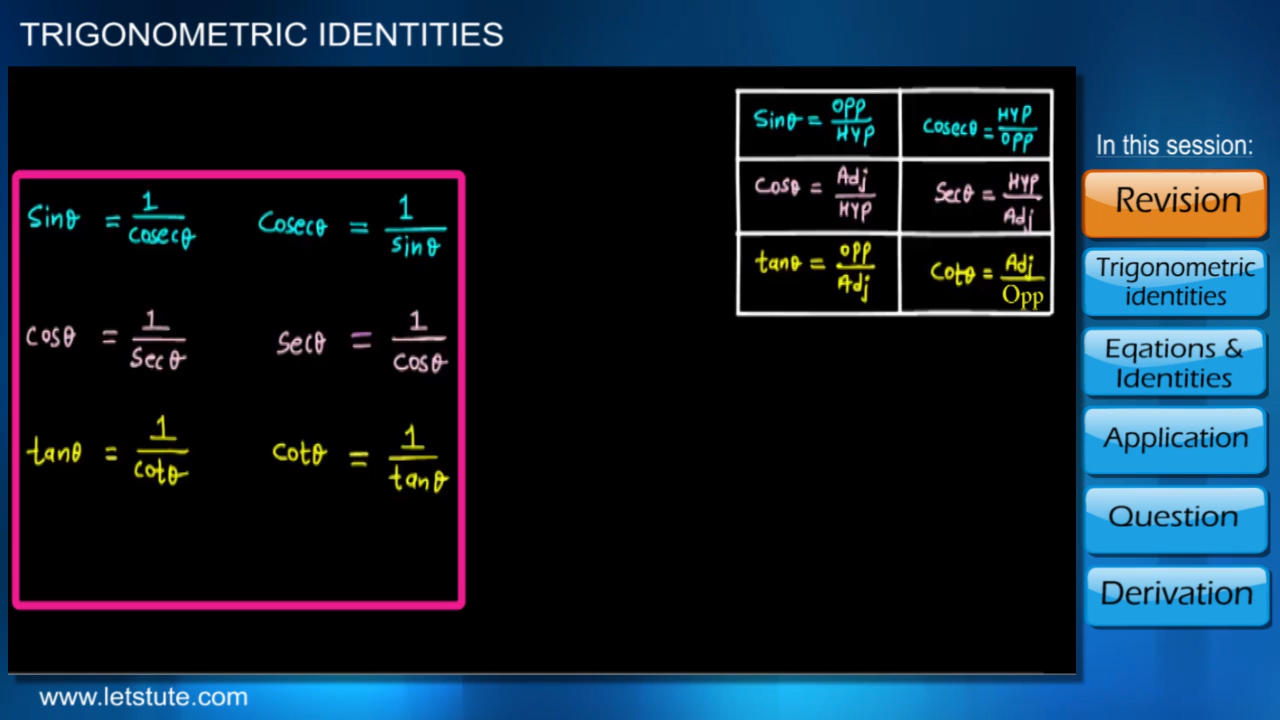 TRIGONOMETRIC IDENTITIES
Sinθ = 1/cosecθ Cosecθ = 1/sinθ
cosθ = 1/Secθ Secθ = 1/cosθ
tanθ = 1/cotθ Cotθ = 1/tanθ
Sinθ = OPP/HYP Cosecθ = HYP/OPP
Cosθ = Adj/HYP Secθ = HYP/Adj
tanθ = OPP/Adj Cotθ = Adj/Opp
In this session:
Revision
Trigonometric
identities
Eqations &
Identities
Application
Question
Derivation
www.letstute.com